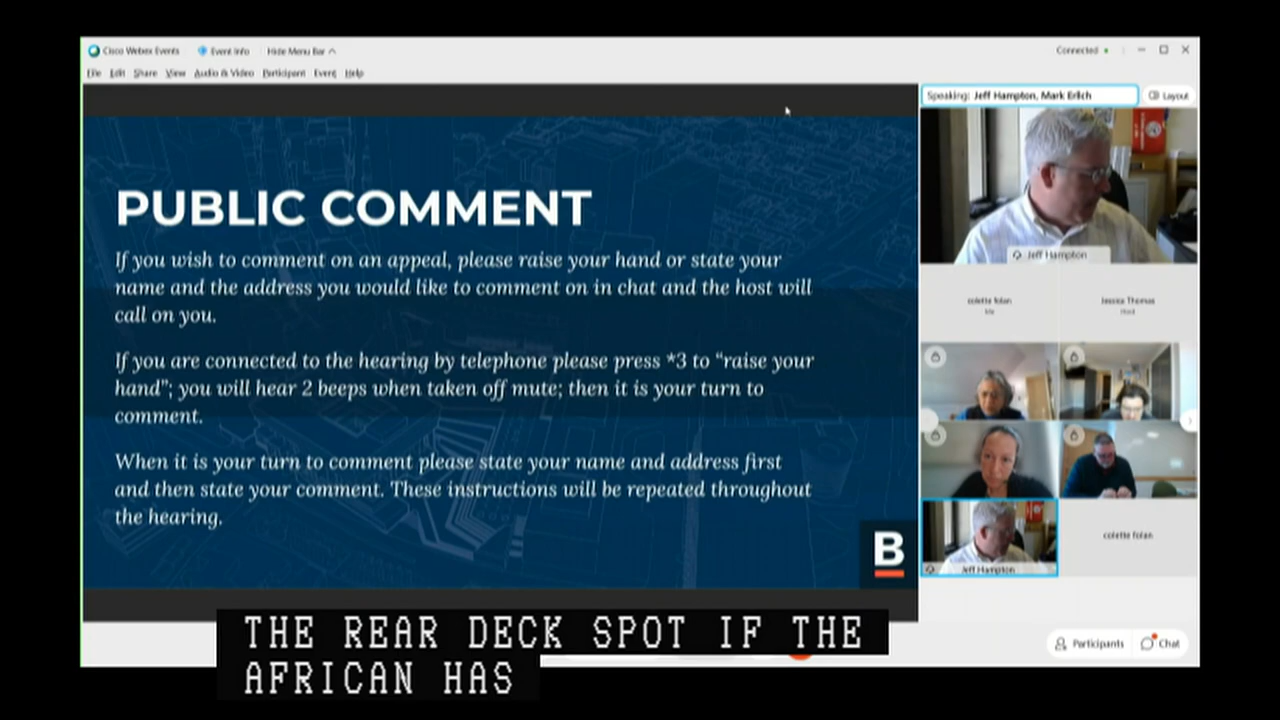 Cisco Webex Events
Event Info
Hide Menu Bar
Connected
File Edit Share View Audio & Video Participant Event Help
Speaking: Jeff Hampton, Mark Erlich
Layout
PUBLIC COMMENT
If you wish to comment on an appeal, please raise your hand or state your
name and the address you would like to comment on in chat and the host will
call on you.
If you are connected to the hearing by telephone please press *3 to “raise your
hand”; you will hear 2 beeps when taken off mute; then it is your turn to
comment.
When it is your turn to comment please state your name and address first
and then state your comment. These instructions will be repeated throughout
the hearing.
B
Jeff Hampton
colette folan
Me
Jessica Thomas
Host
Jeff Hampton
colette folan
THE REAR DECK SPOT IF THE
AFRICAN HAS
Participants
Chat